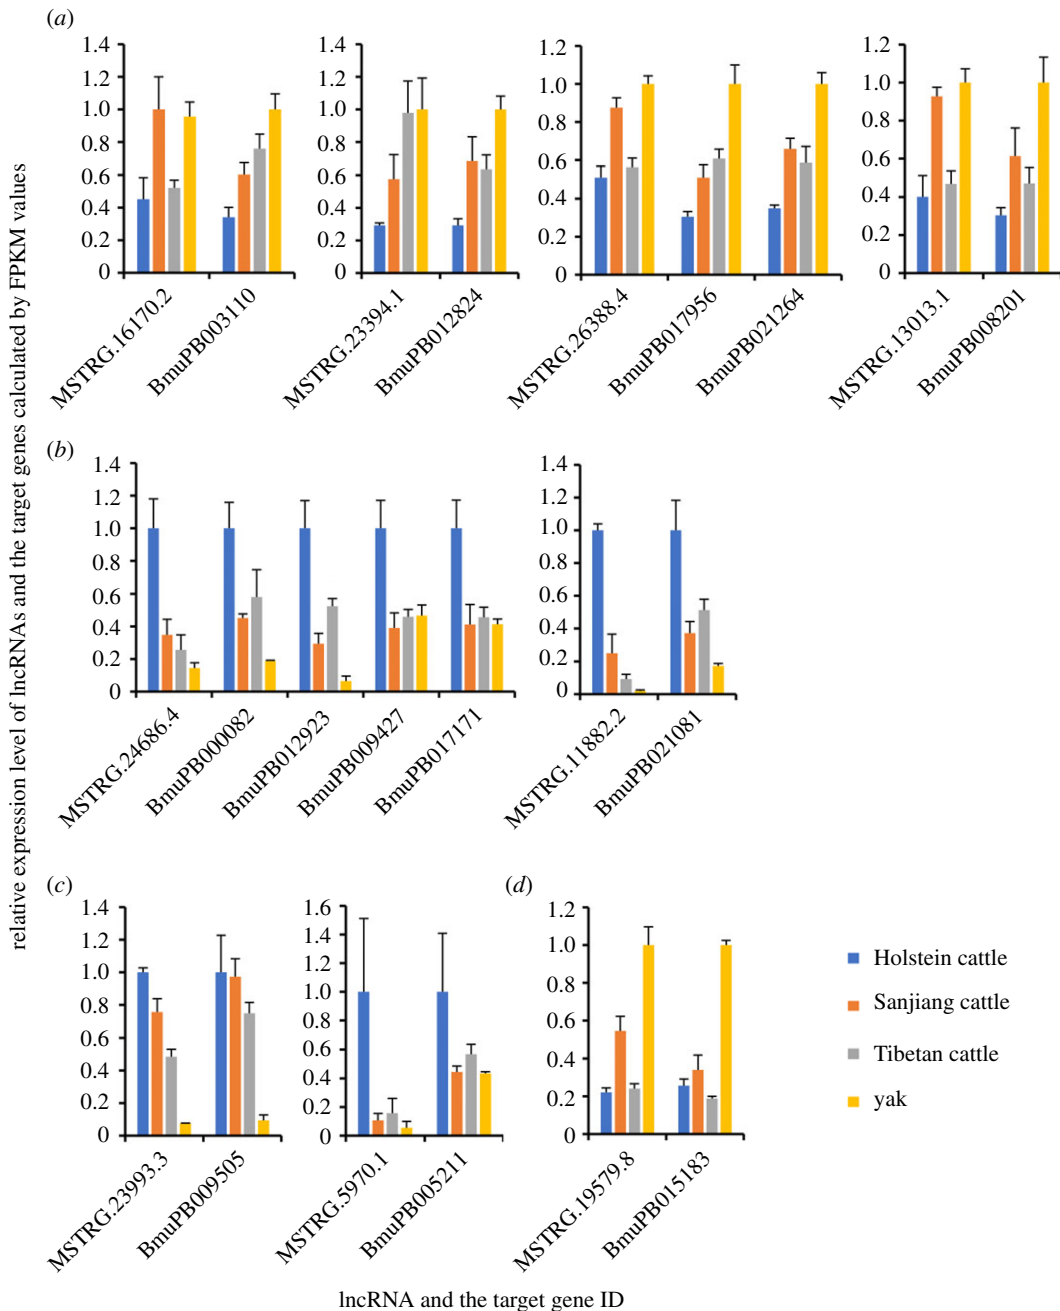 relative expression level of lncRNAs and the target genes calculated by FPKM values
(a)
1.4
1.2
1.0
0.8
0.6
0.4
0.2
0
MSTRG.16170.2
BmuPB003110
1.4
1.2
1.0
0.8
0.6
0.4
0.2
0
MSTRG.23394.1
BmuPB012824
1.2
1.0
0.8
0.6
0.4
0.2
0
MSTRG.26388.4
BmuPB017956
BmuPB021264
1.2
1.0
0.8
0.6
0.4
0.2
0
MSTRG.13013.1
BmuPB008201
(b)
1.4
1.2
1.0
0.8
0.6
0.4
0.2
0
MSTRG.24686.4
BmuPB000082
BmuPB012923
BmuPB009427
BmuPB017171
1.4
1.2
1.0
0.8
0.6
0.4
0.2
0
MSTRG.11882.2
BmuPB021081
(c)
1.4
1.2
1.0
0.8
0.6
0.4
0.2
0
MSTRG.23993.3
BmuPB009505
1.6
1.4
1.2
1.0
0.8
0.6
0.4
0.2
0
MSTRG.5970.1
BmuPB005211
(d)
1.2
1.0
0.8
0.6
0.4
0.2
0
MSTRG.19579.8
BmuPB015183
Holstein cattle
Sanjiang cattle
Tibetan cattle
yak
lncRNA and the target gene ID